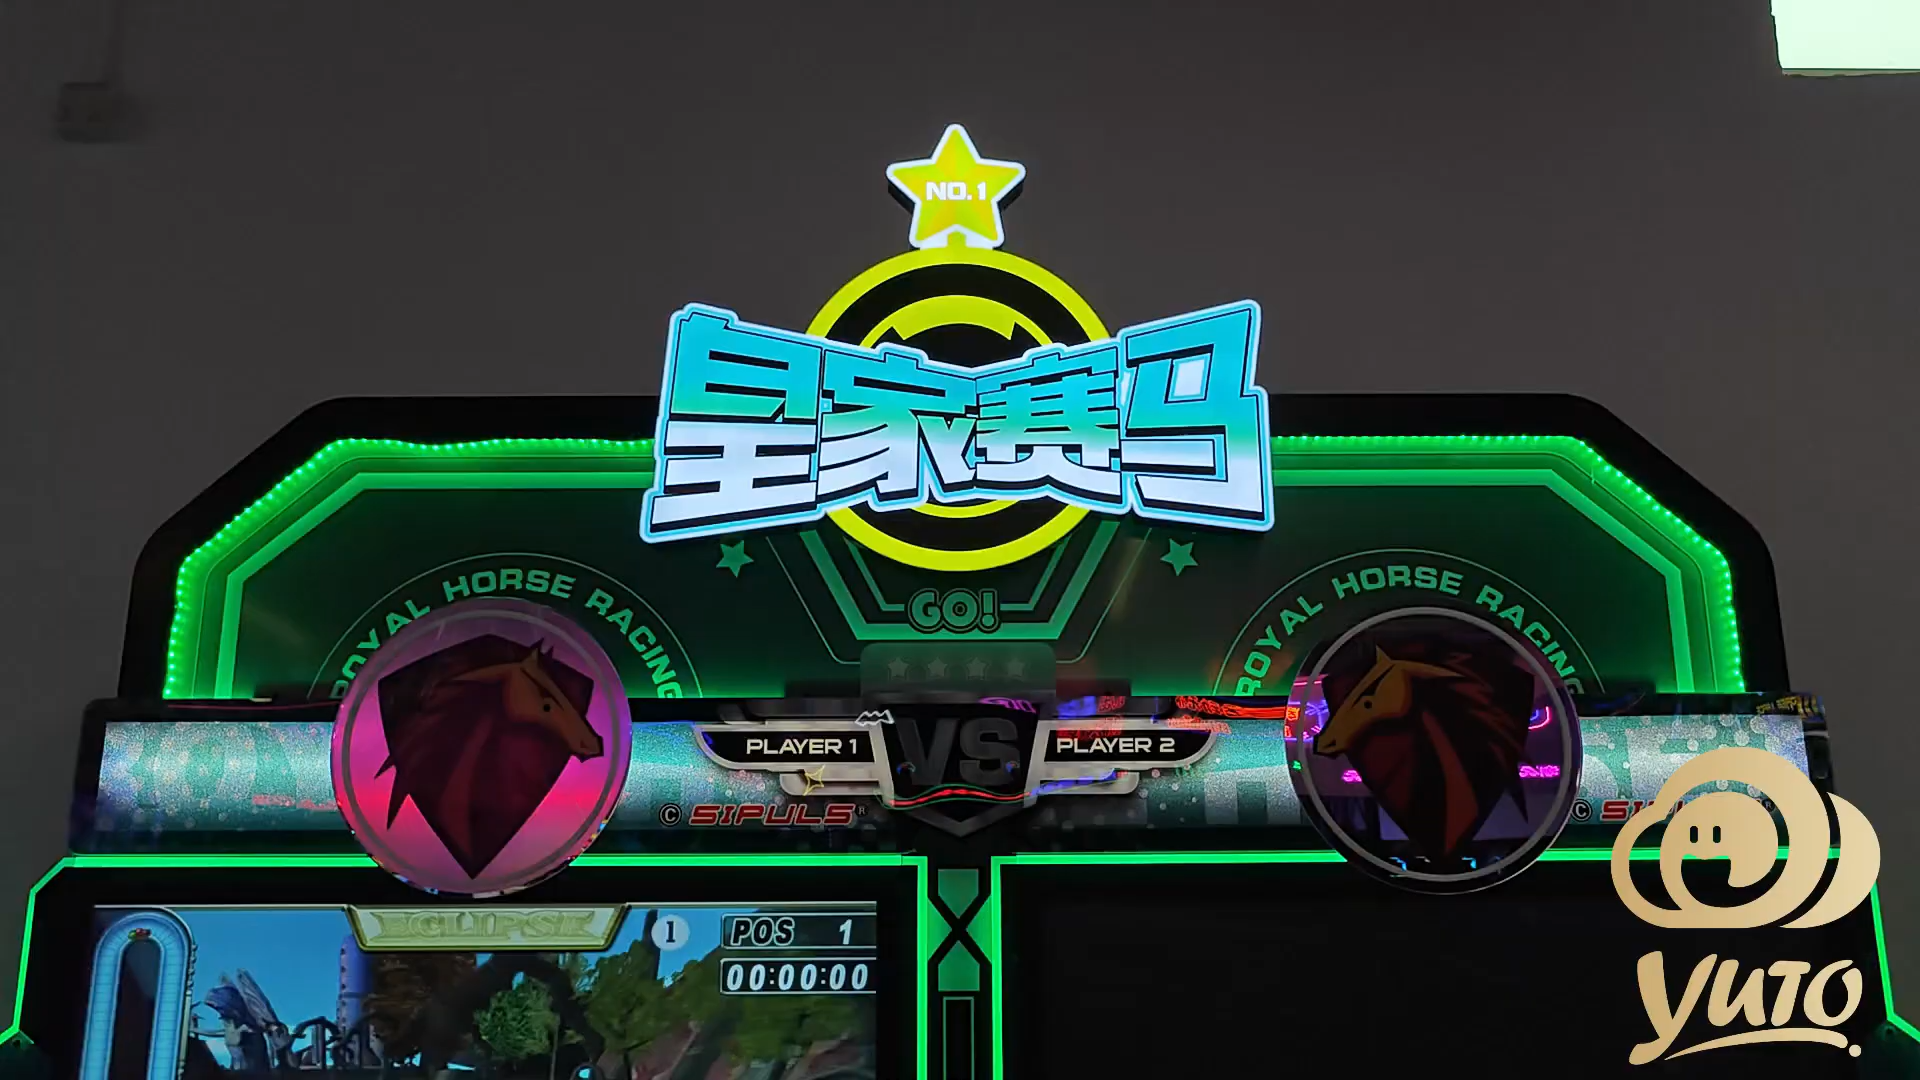 NO.1
皇家赛马
ROYAL HORSE RACING
ROYAL HORSE RACING
GO!
PLAYER 1
VS
PLAYER 2
© SIPULS®
ECLIPSE
1
POS 1
00:00:00
YUTO